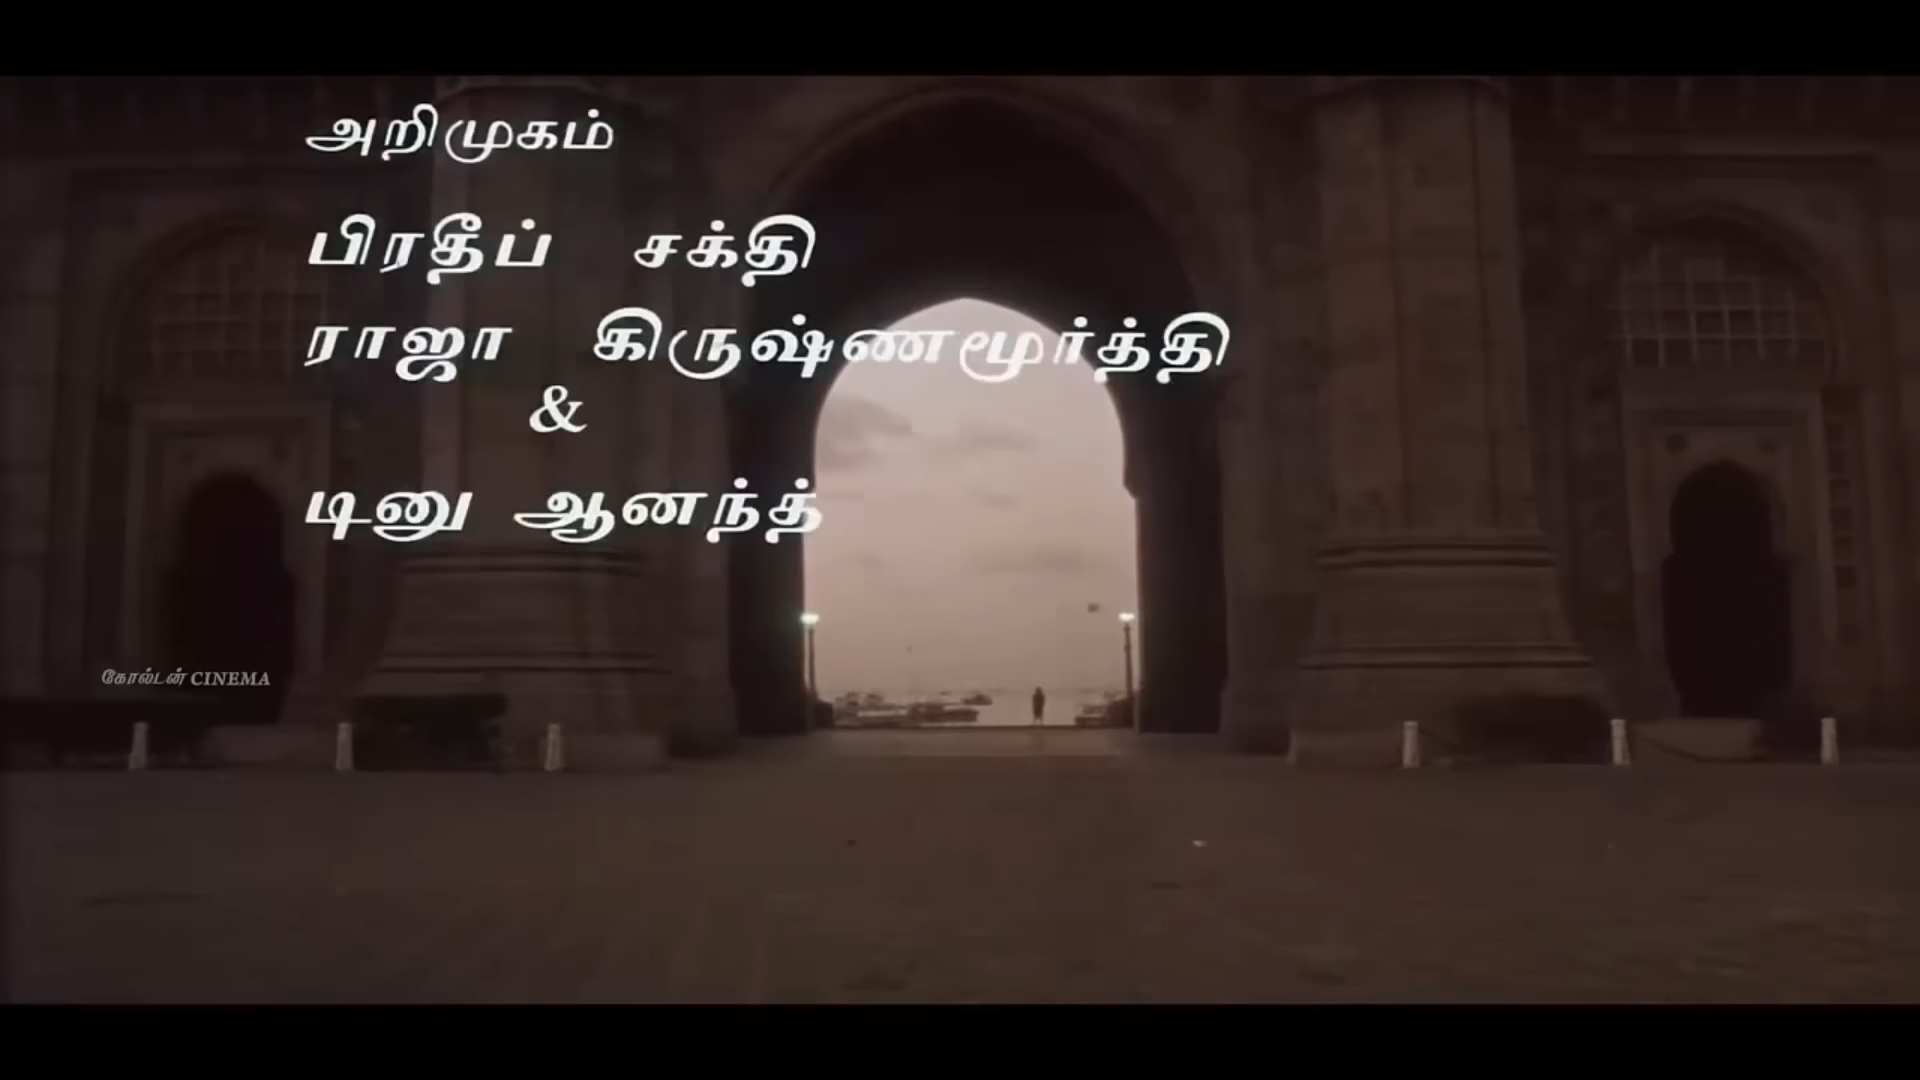 அறிமுகம்
பிரதீப் சக்தி
ராஜா கிருஷ்ணமூர்த்தி
&
டினு ஆனந்த்
கோல்டன் CINEMA